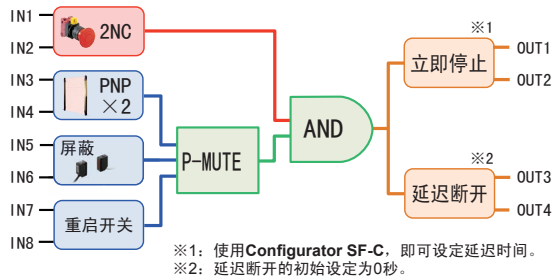 IN1
2NC
IN2
IN3
PNP
×2
IN4
IN5
屏蔽
IN6
IN7
重启开关
IN8
P-MUTE
AND
※1
立即停止
OUT1
OUT2
※2
延迟断开
OUT3
OUT4
※1：使用Configurator SF-C，即可设定延迟时间。
※2：延迟断开的初始设定为0秒。